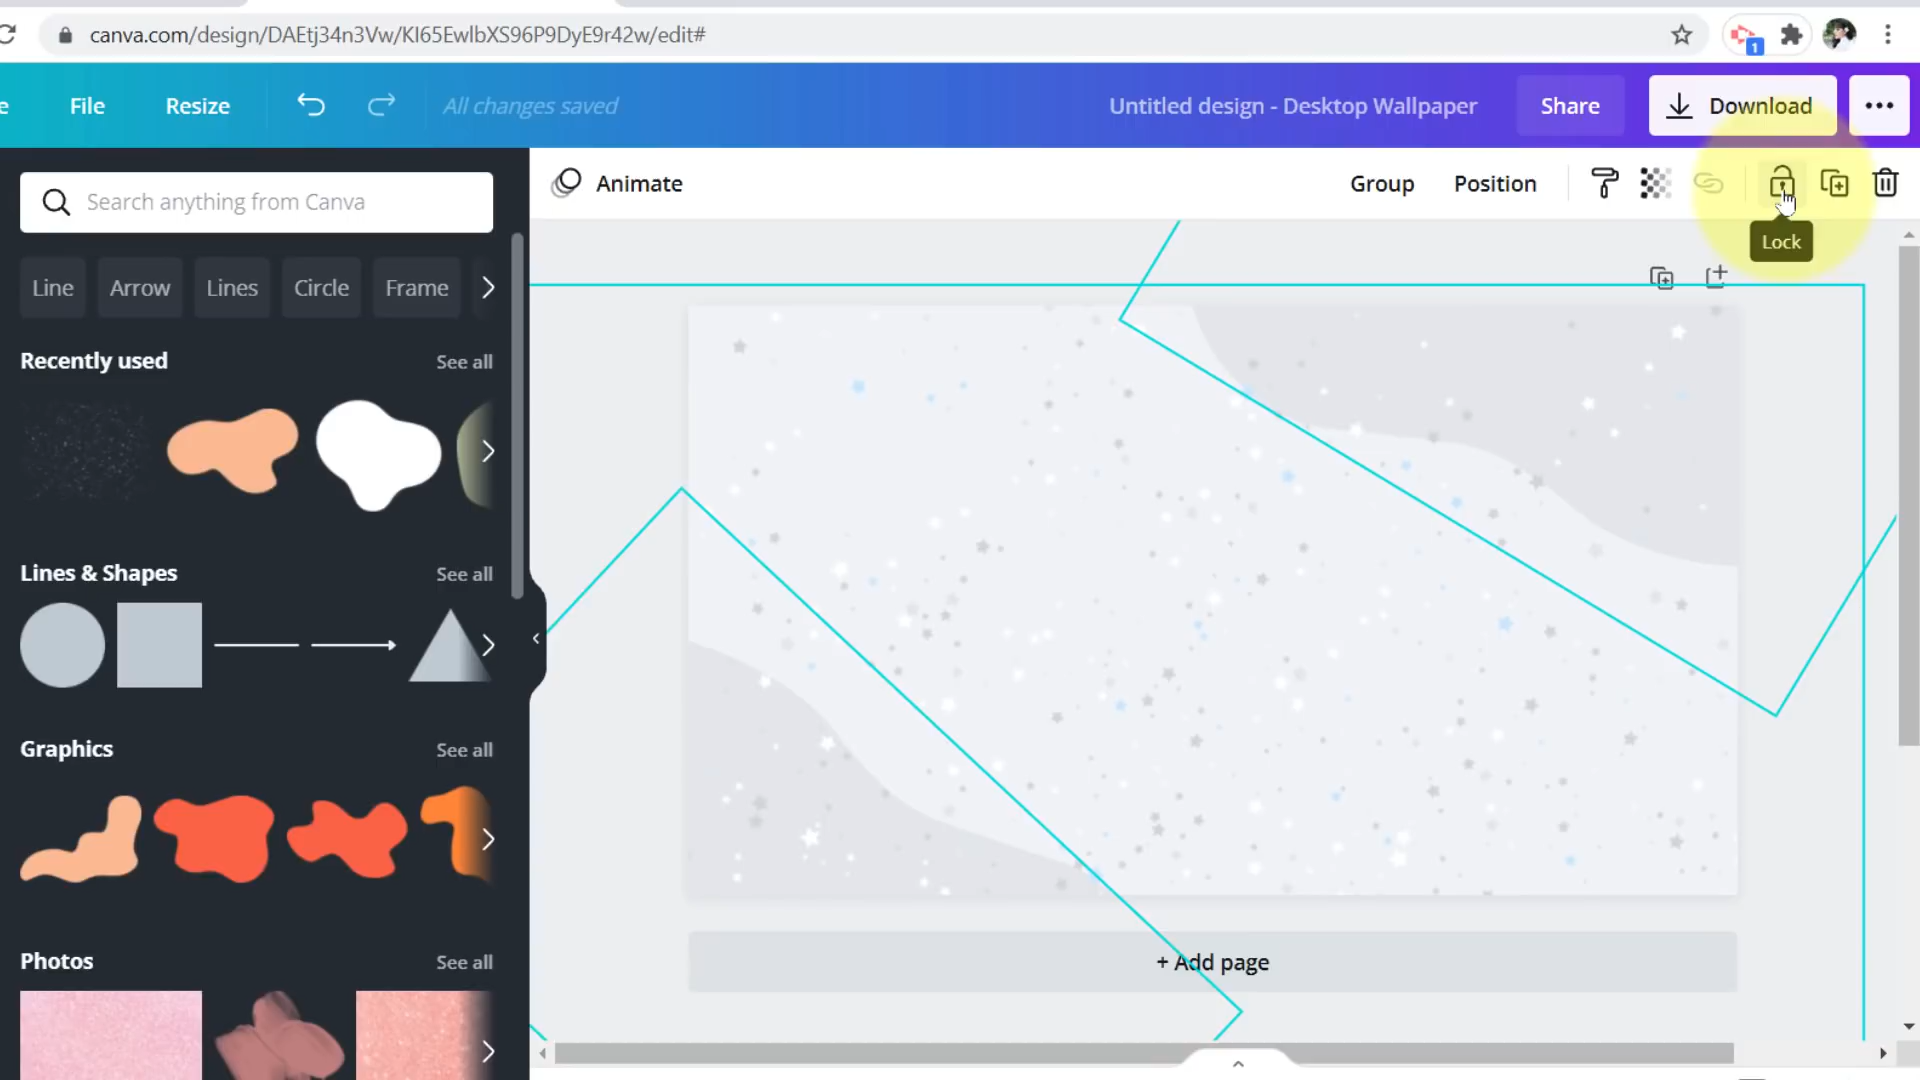 canva.com/design/DAEtj34n3Vw/KI65EwlbXS96P9DyE9r42w/edit#
1
File
Resize
All changes saved
Untitled design - Desktop Wallpaper
Share
Download
Search anything from Canva
Animate
Group
Position
Lock
Line
Arrow
Lines
Circle
Frame
Recently used
See all
Lines & Shapes
See all
Graphics
See all
Photos
See all
+ Add page